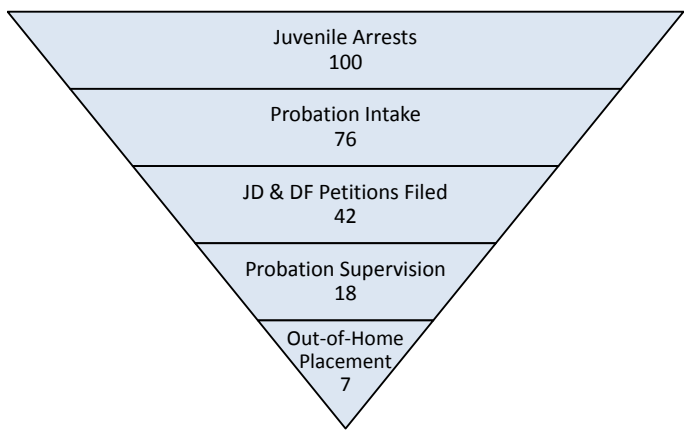 Juvenile Arrests
100
Probation Intake
76
JD & DF Petitions Filed
42
Probation Supervision
18
Out-of-Home
Placement
7